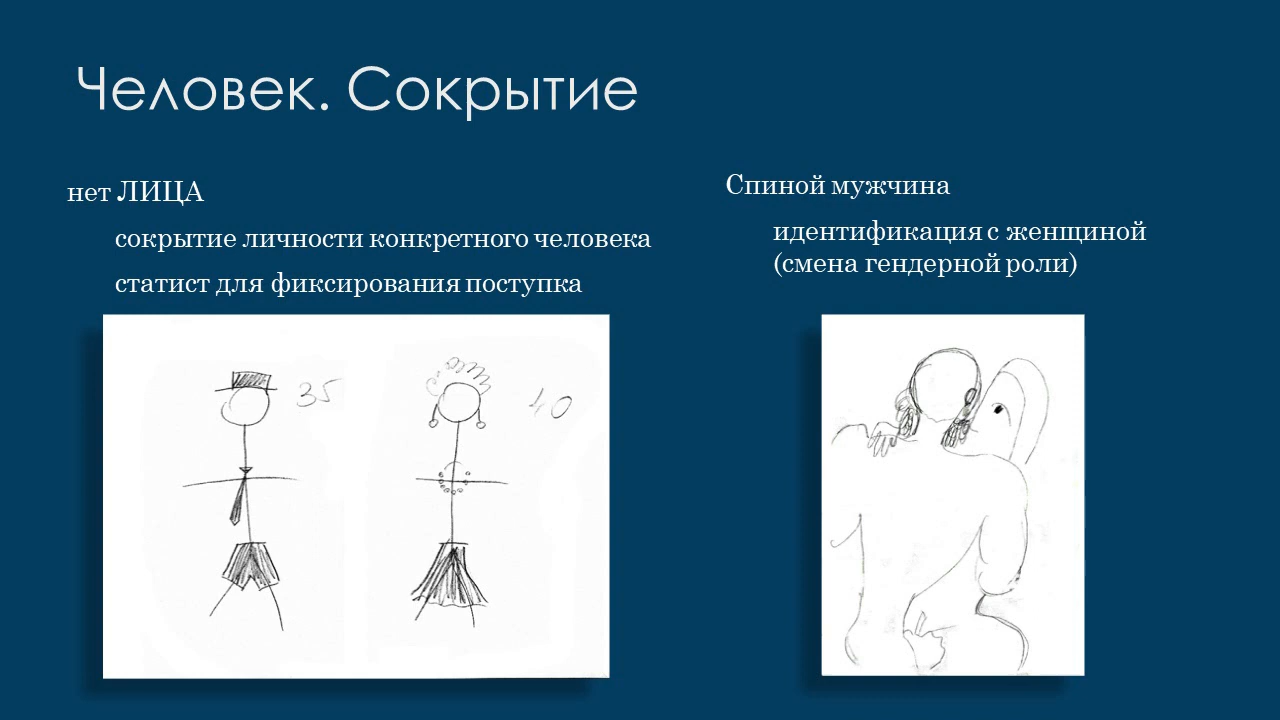 Человек. Сокрытие
нет ЛИЦА
сокрытие личности конкретного человека
статист для фиксирования поступка
Спиной мужчина
идентификация с женщиной
(смена гендерной роли)
35
40